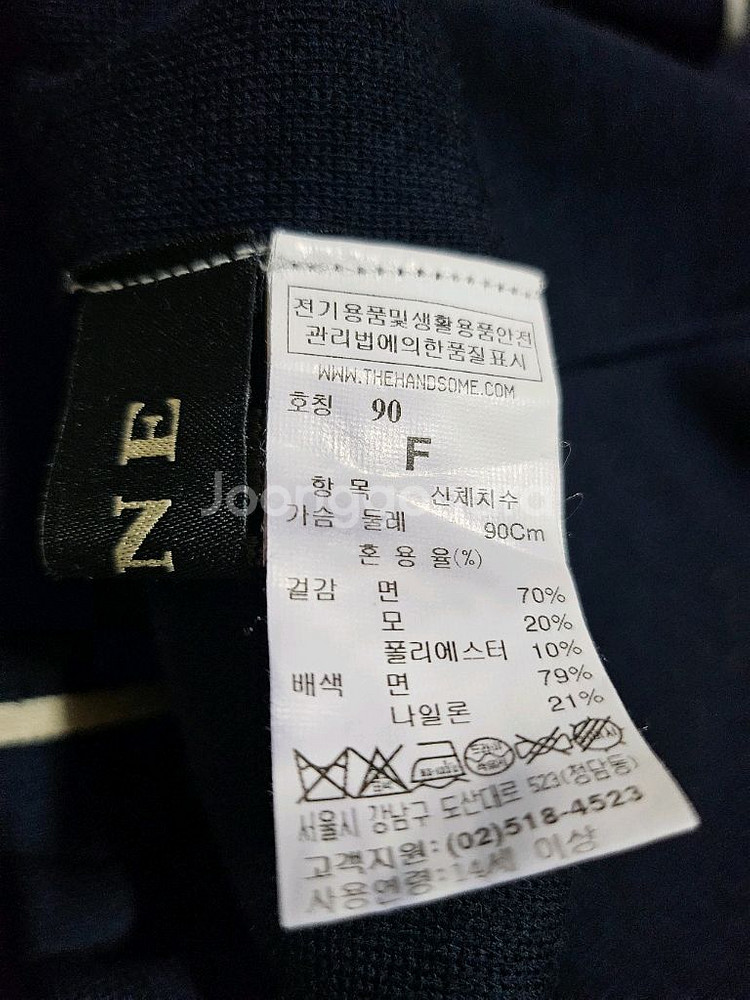 전기용품및생활용품안전
관리법에의한품질표시
WWW.THEHANDSOME.COM
호칭 90
F
항 목 신체치수
가슴 둘레 90Cm
혼 용 율(%)
겉감 면 70%
모 20%
폴리에스터 10%
배색 면 79%
나일론 21%
서울시 강남구 도산대로 523(청담동)
고객지원: (02)518-4523
사용연령:14세 이상
NE